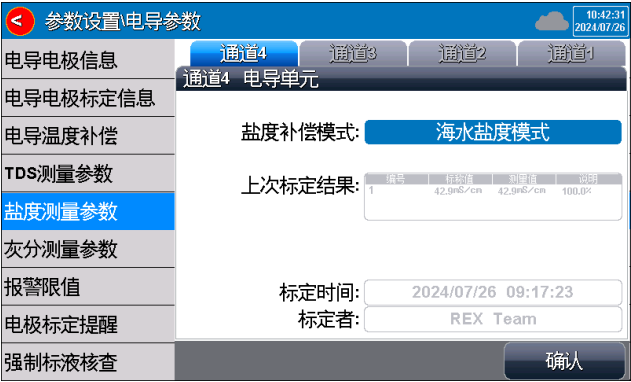 < 参数设置\电导参数
10:42:31
2024/07/26
电导电极信息
电导电极标定信息
电导温度补偿
TDS测量参数
盐度测量参数
灰分测量参数
报警限值
电极标定提醒
强制标液核查
通道4 通道3 通道2 通道1
通道4 电导单元
盐度补偿模式: 海水盐度模式
上次标定结果:
编号 标称值 测量值 说明
1 42.9mS/cm 42.9mS/cm 100.0%
标定时间: 2024/07/26 09:17:23
标定者: REX Team
确认